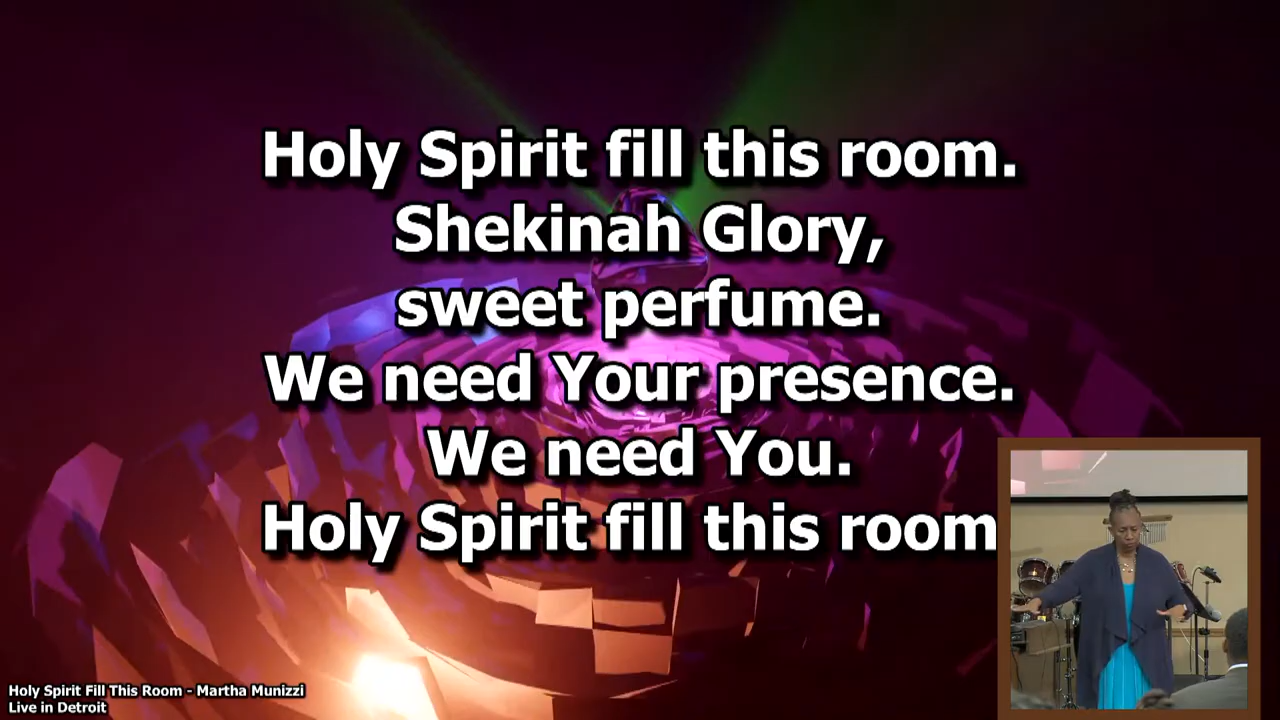 Holy Spirit fill this room.
Shekinah Glory,
sweet perfume.
We need Your presence.
We need You.
Holy Spirit fill this room
Holy Spirit Fill This Room - Martha Munizzi
Live in Detroit